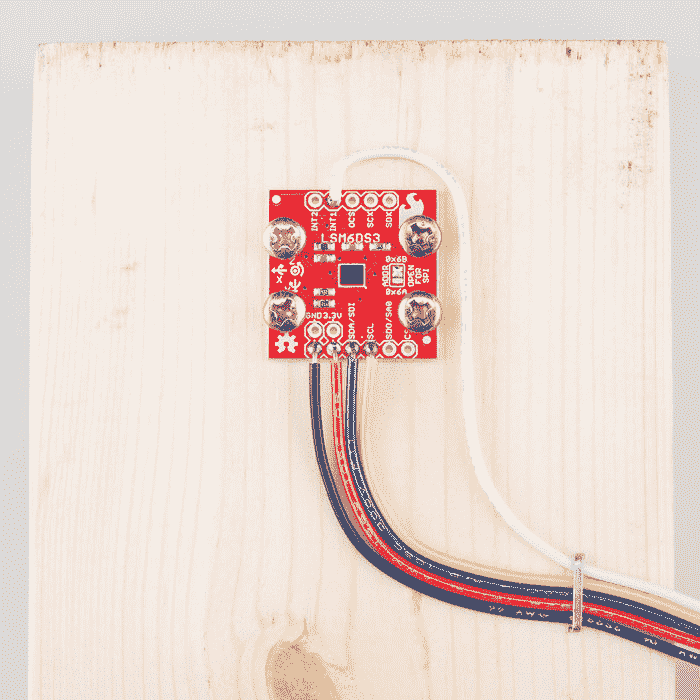 INT2
INT1
OCS
SCX
SDX
LSM6DS3
0x6B
ADDR
OPEN
FOR
SPI
0x6A
GND
3.3V
SDA/SDI
SCL
SDO/SA0